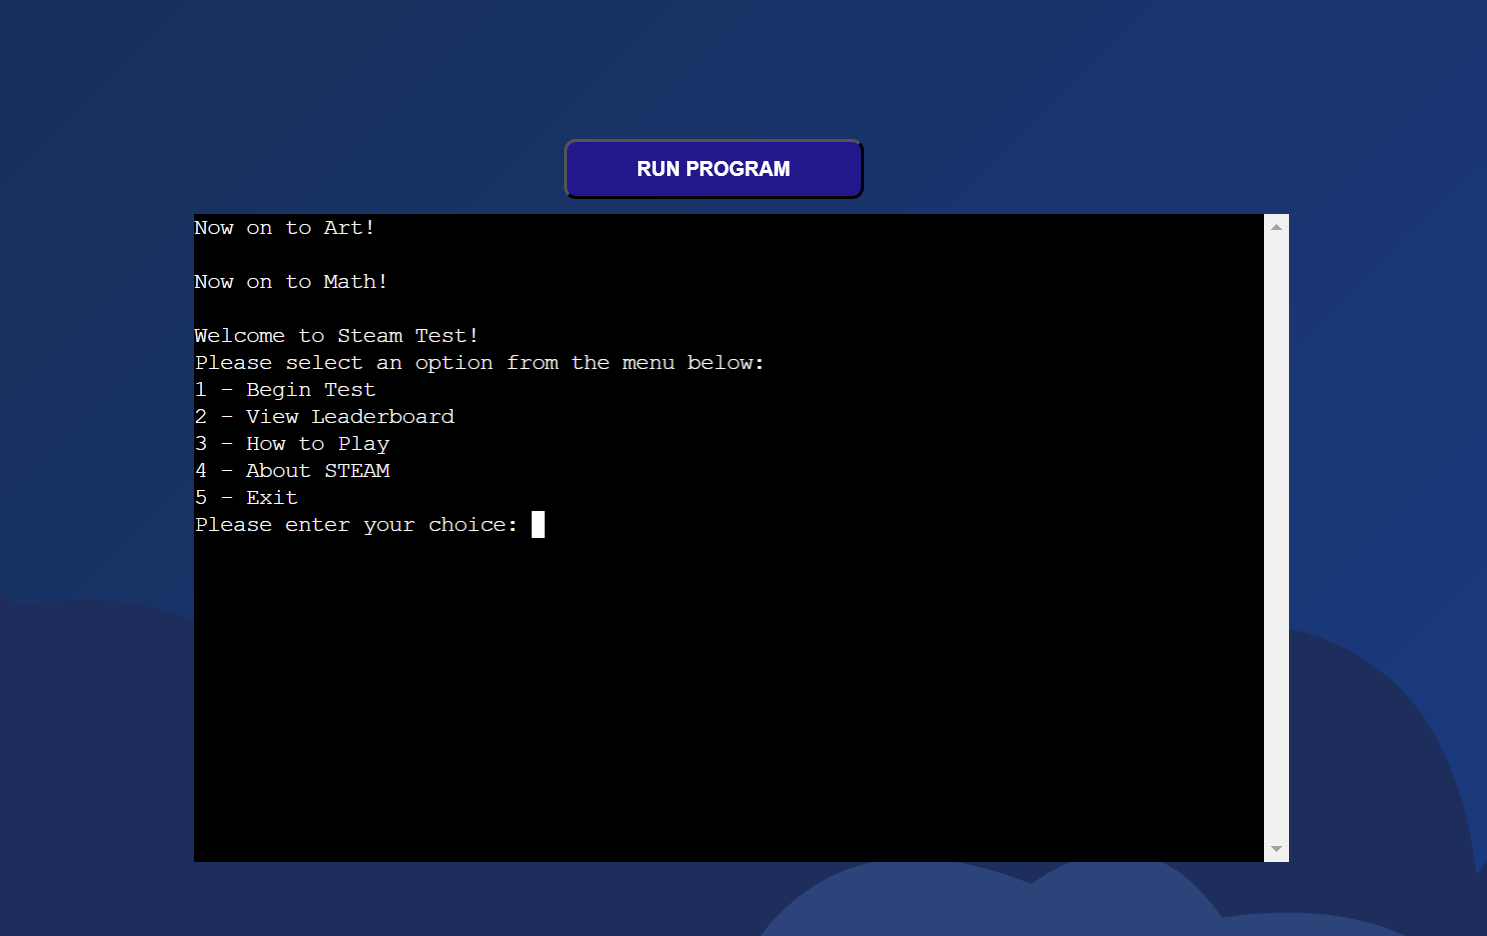 RUN PROGRAM
Now on to Art!
Now on to Math!
Welcome to Steam Test!
Please select an option from the menu below:
1 - Begin Test
2 - View Leaderboard
3 - How to Play
4 - About STEAM
5 - Exit
Please enter your choice: